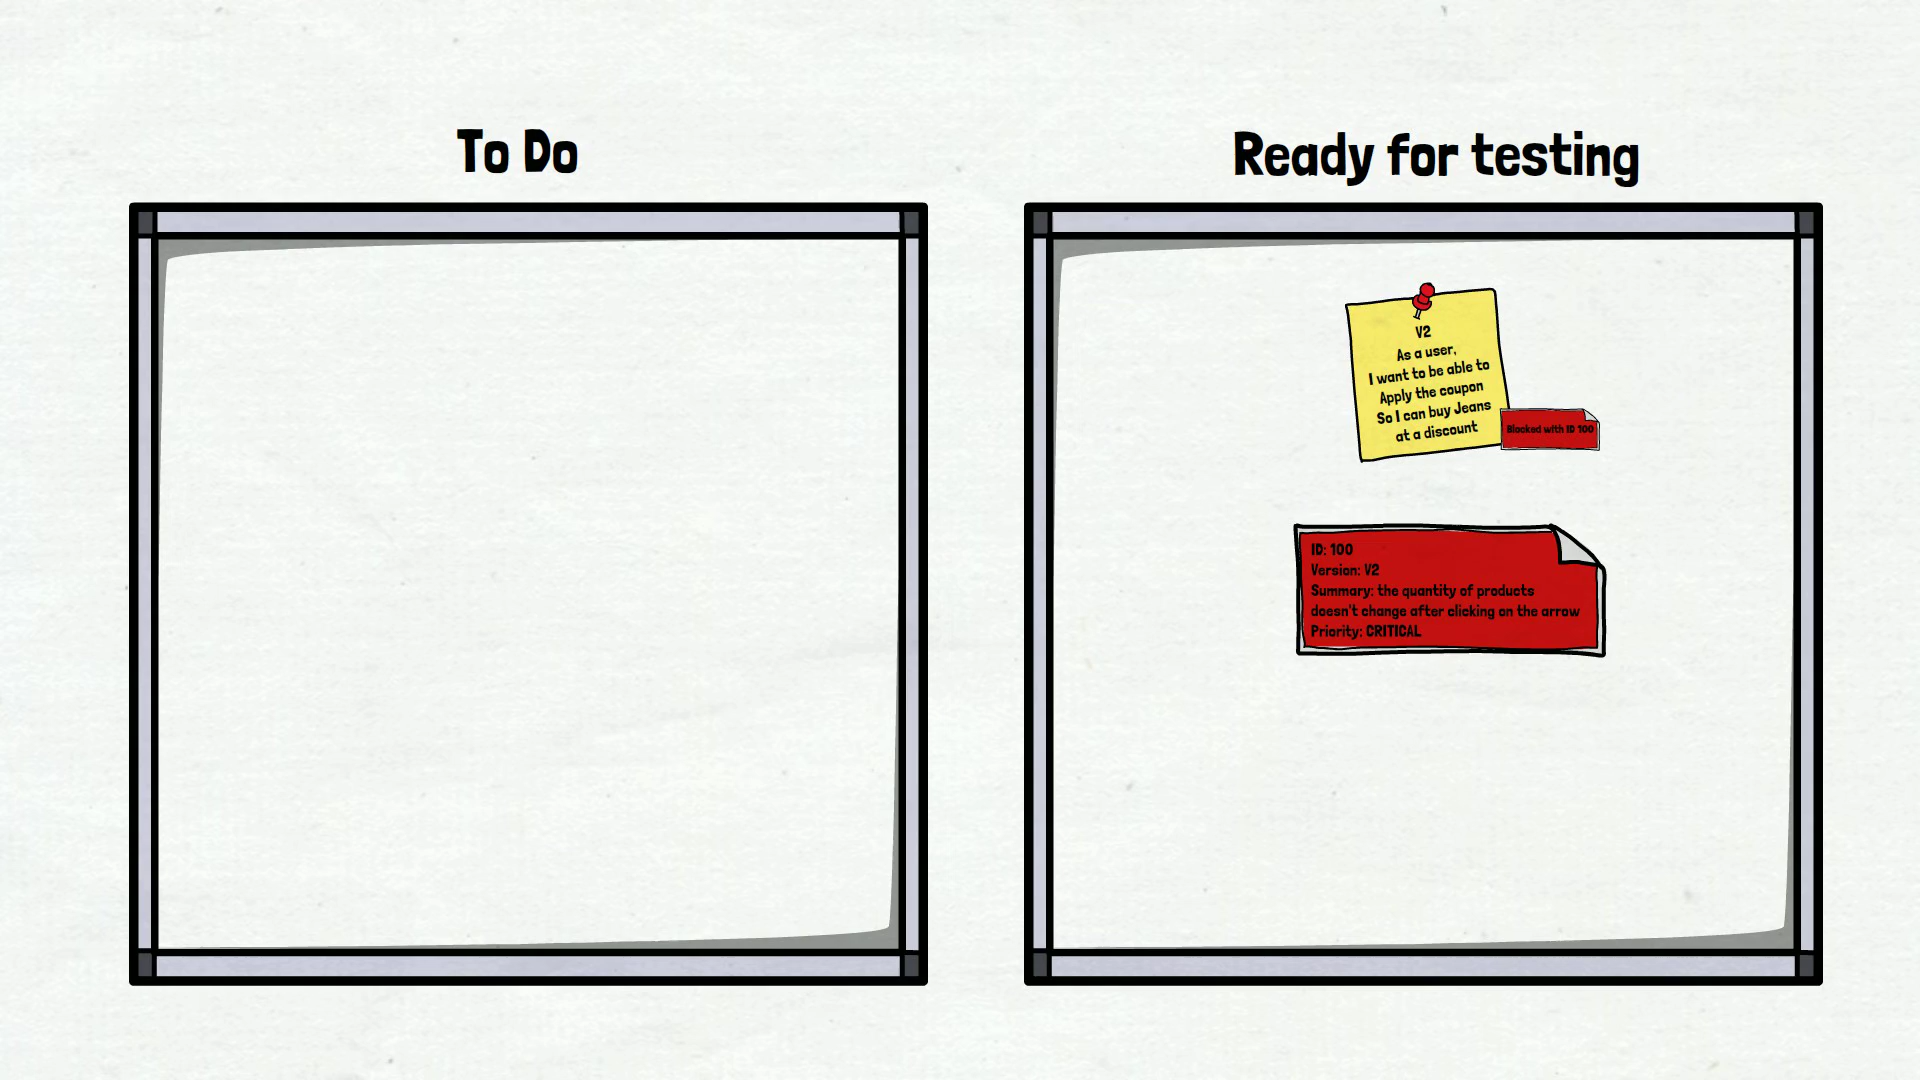 To Do
Ready for testing
V2
As a user,
I want to be able to
Apply the coupon
So I can buy Jeans
at a discount
Blocked with ID 100
ID: 100
Version: V2
Summary: the quantity of products
doesn't change after clicking on the arrow
Priority: CRITICAL